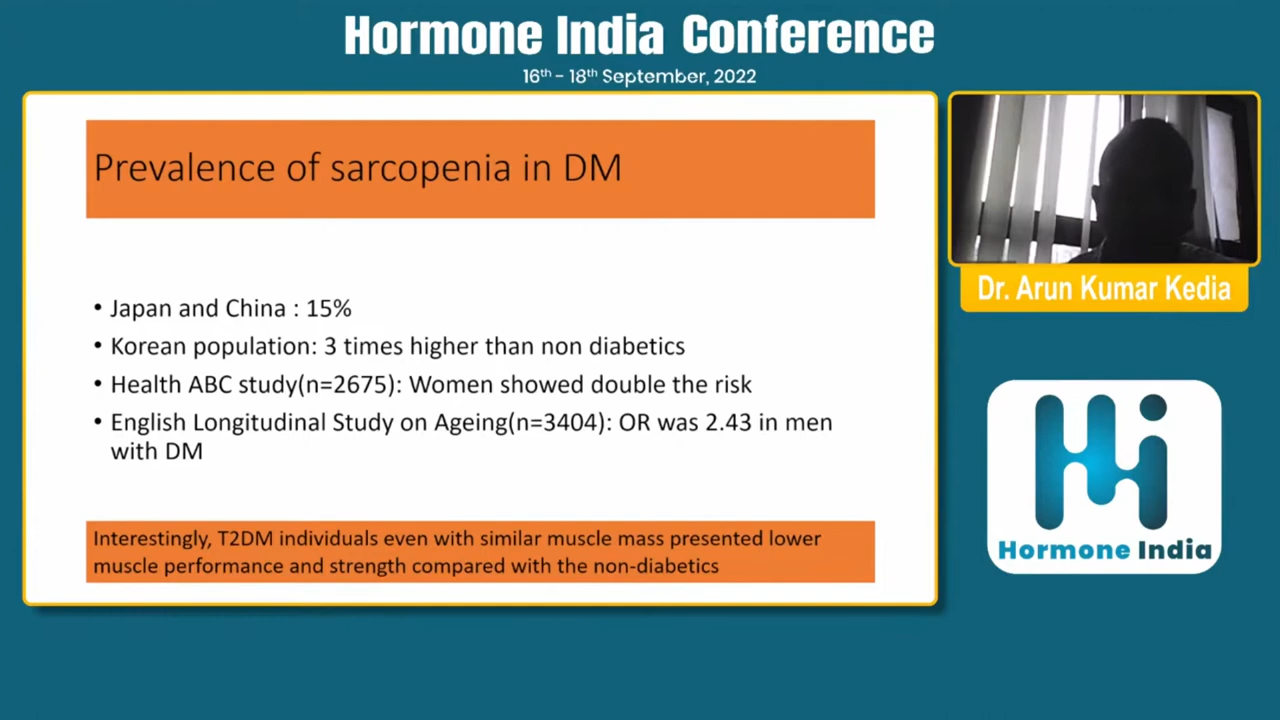 Hormone India Conference
16th - 18th September, 2022
Prevalence of sarcopenia in DM
• Japan and China : 15%
• Korean population: 3 times higher than non diabetics
• Health ABC study(n=2675): Women showed double the risk
• English Longitudinal Study on Ageing(n=3404): OR was 2.43 in men
with DM
Interestingly, T2DM individuals even with similar muscle mass presented lower
muscle performance and strength compared with the non-diabetics
Dr. Arun Kumar Kedia
Hi
Hormone India